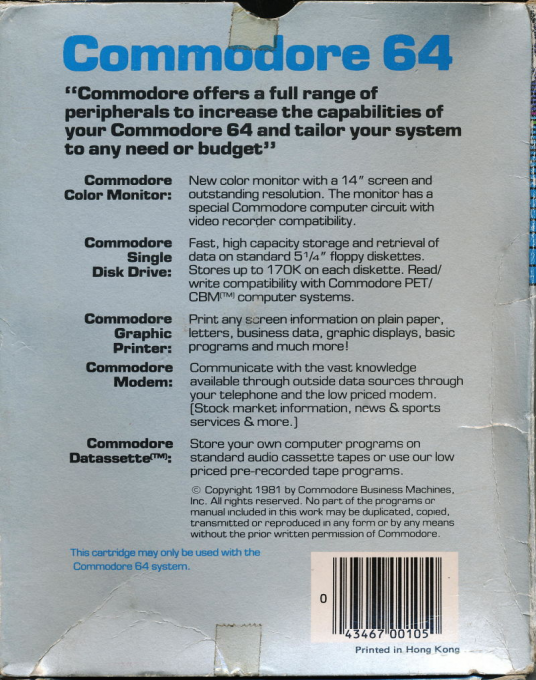 Commodore 64
“Commodore offers a full range of
peripherals to increase the capabilities of
your Commodore 64 and tailor your system
to any need or budget”
Commodore Color Monitor: New color monitor with a 14" screen and
outstanding resolution. The monitor has a
special Commodore computer circuit with
video recorder compatibility.
Commodore Single Disk Drive: Fast, high capacity storage and retrieval of
data on standard 5¼" floppy diskettes.
Stores up to 170K on each diskette. Read/
write compatibility with Commodore PET/
CBM(TM) computer systems.
Commodore Graphic Printer: Print any screen information on plain paper,
letters, business data, graphic displays, basic
programs and much more!
Commodore Modem: Communicate with the vast knowledge
available through outside data sources through
your telephone and the low priced modem.
[Stock market information, news & sports
services & more.]
Commodore Datassette(TM): Store your own computer programs on
standard audio cassette tapes or use our low
priced pre-recorded tape programs.
© Copyright 1981 by Commodore Business Machines,
Inc. All rights reserved. No part of the programs or
manual included in this work may be duplicated, copied,
transmitted or reproduced in any form or by any means
without the prior written permission of Commodore.
This cartridge may only be used with the
Commodore 64 system.
0 43467 00105
Printed in Hong Kong